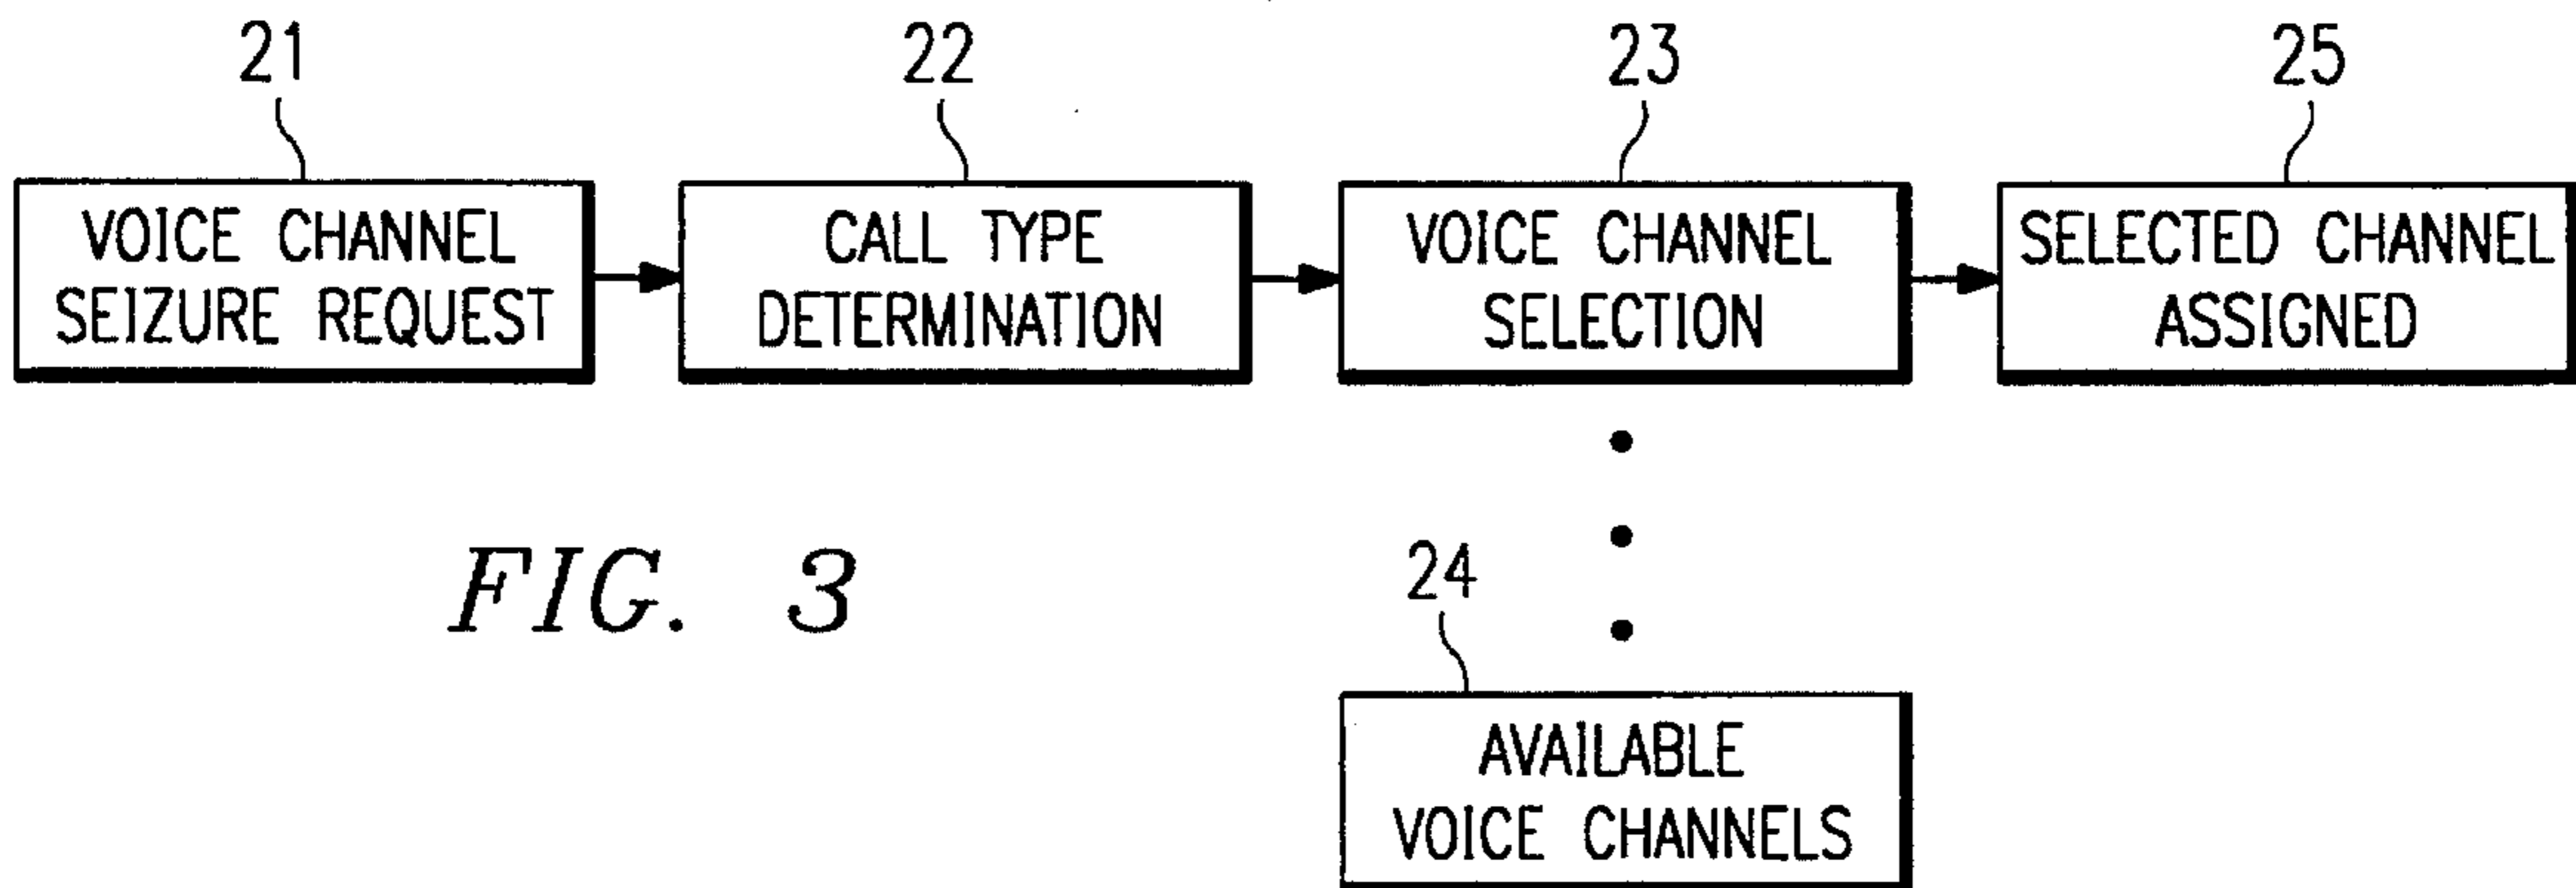 21
22
23
25
VOICE CHANNEL
SEIZURE REQUEST
CALL TYPE
DETERMINATION
VOICE CHANNEL
SELECTION
SELECTED CHANNEL
ASSIGNED
FIG. 3
24
AVAILABLE
VOICE CHANNELS